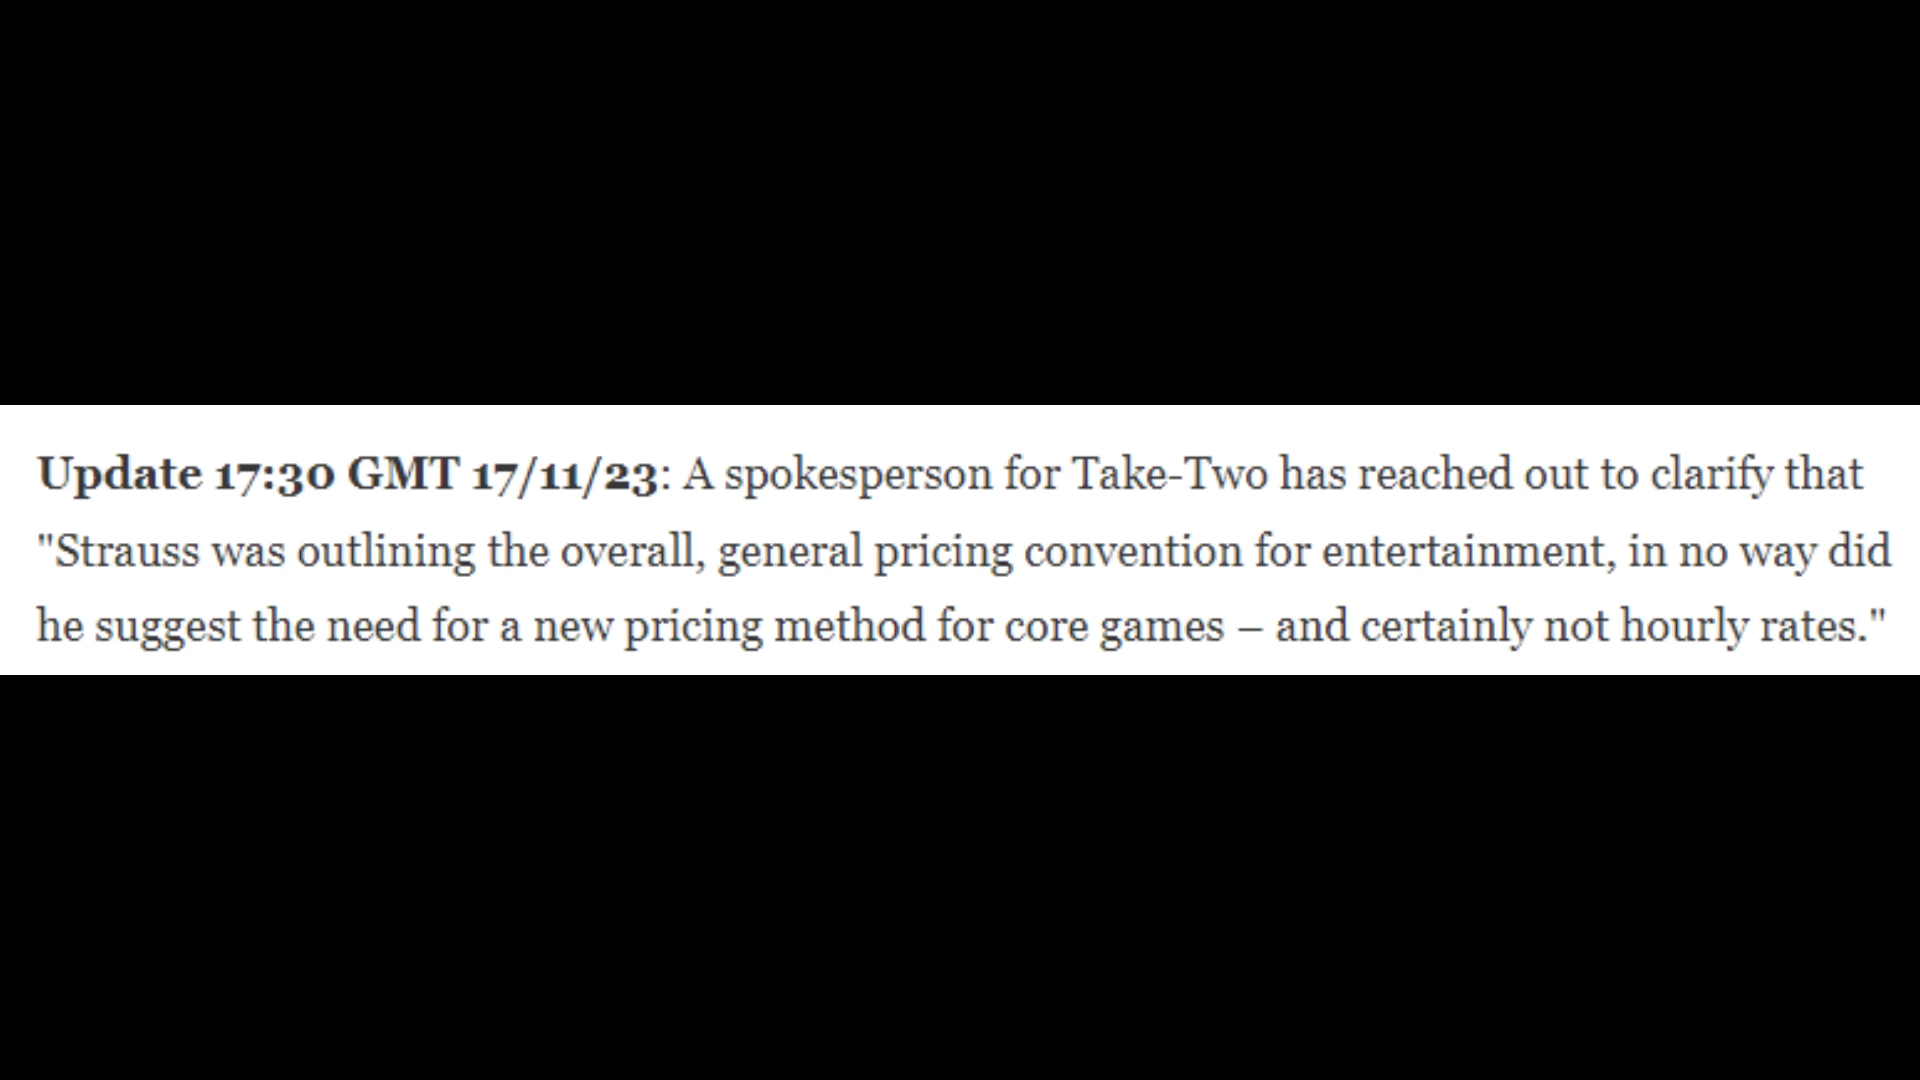 Update 17:30 GMT 17/11/23: A spokesperson for Take-Two has reached out to clarify that
"Strauss was outlining the overall, general pricing convention for entertainment, in no way did
he suggest the need for a new pricing method for core games – and certainly not hourly rates."